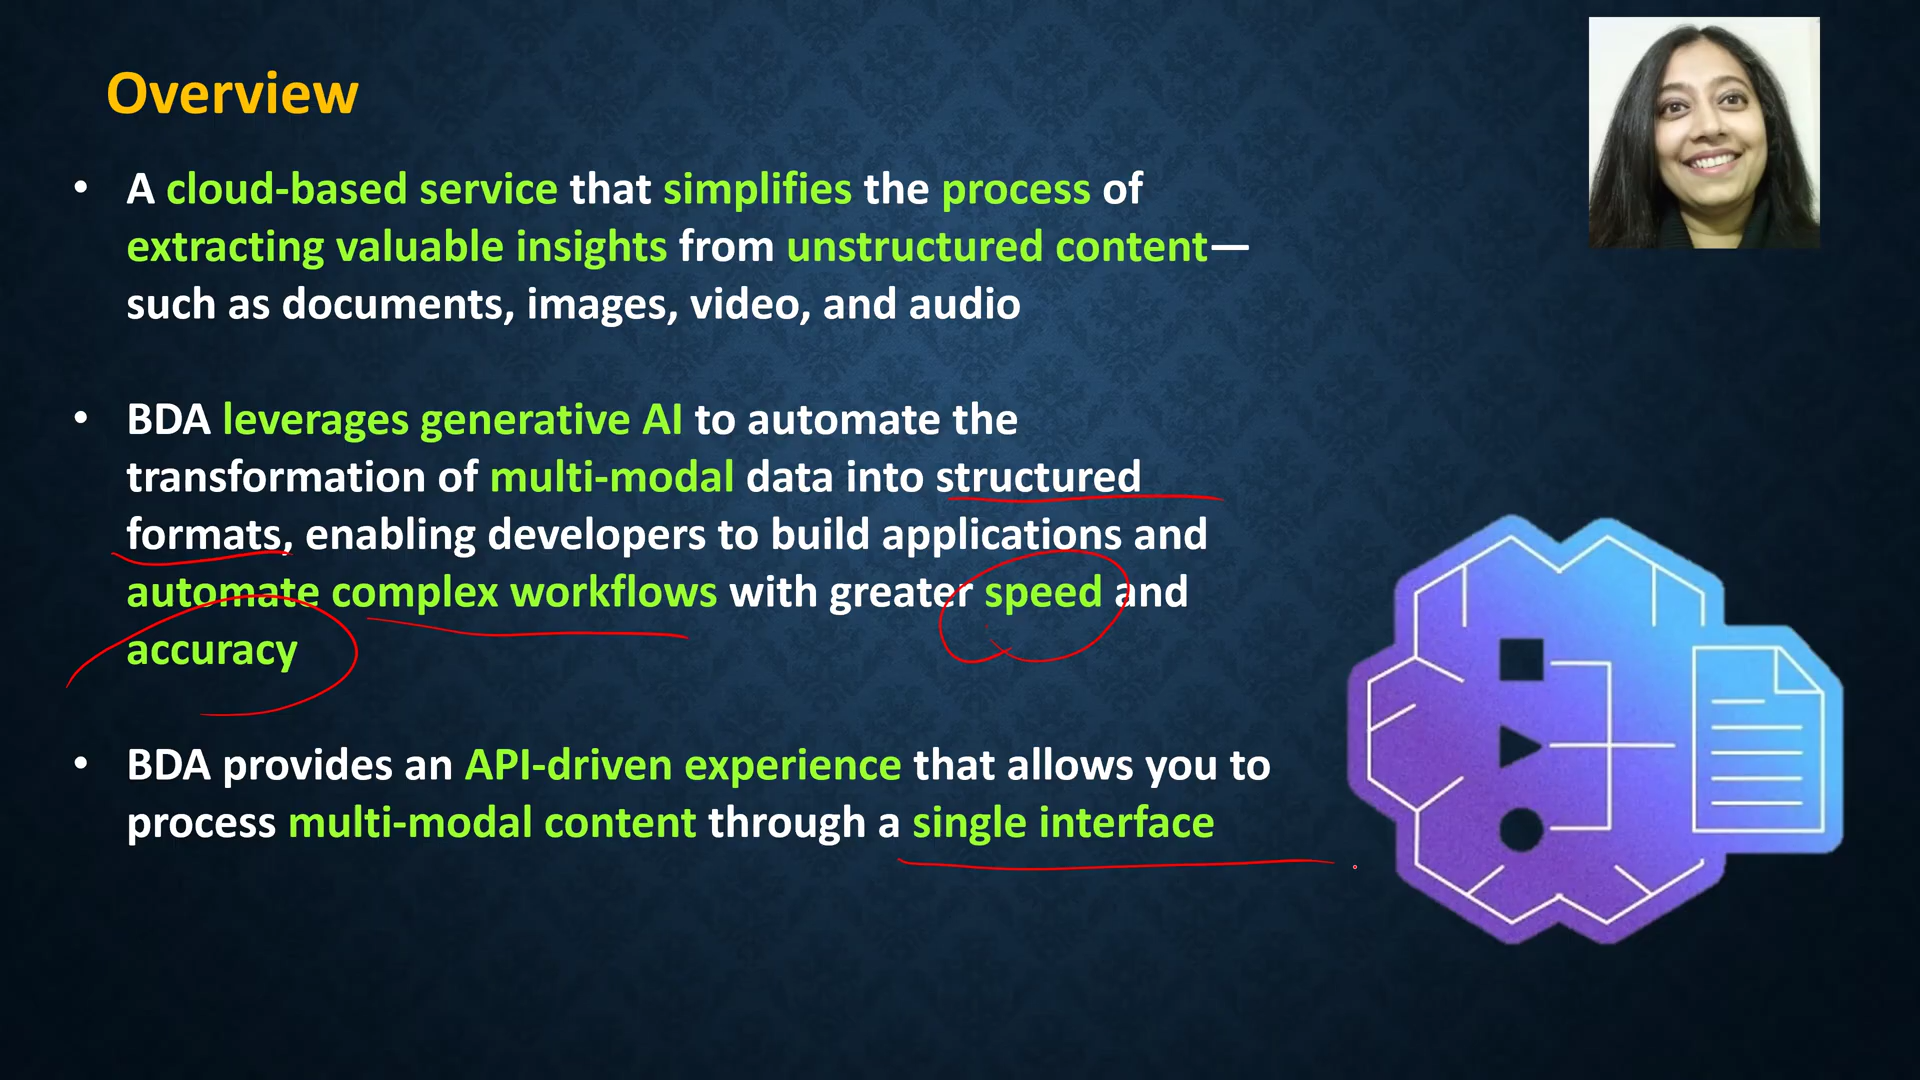 Overview
• A cloud-based service that simplifies the process of
extracting valuable insights from unstructured content—
such as documents, images, video, and audio
• BDA leverages generative AI to automate the
transformation of multi-modal data into structured
formats, enabling developers to build applications and
automate complex workflows with greater speed and
accuracy
• BDA provides an API-driven experience that allows you to
process multi-modal content through a single interface